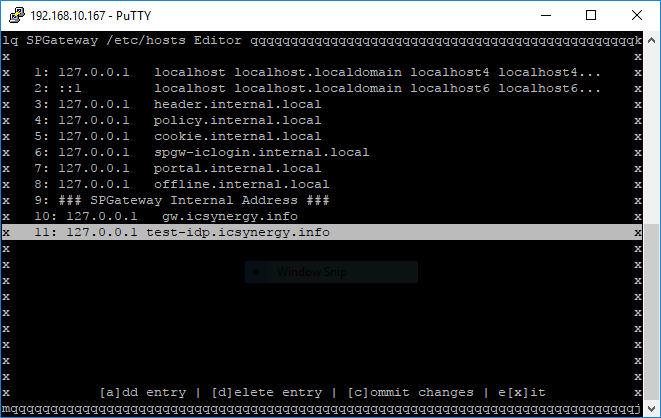 192.168.10.167 - PuTTY
lq SPGateway /etc/hosts Editor qqqqqqqqqqqqqqqqqqqqqqqqqqqqqqqqqqqqqqqqqqqqqqqqk
x x
x 1: 127.0.0.1 localhost localhost.localdomain localhost4 localhost4... x
x 2: ::1 localhost localhost.localdomain localhost6 localhost6... x
x 3: 127.0.0.1 header.internal.local x
x 4: 127.0.0.1 policy.internal.local x
x 5: 127.0.0.1 cookie.internal.local x
x 6: 127.0.0.1 spgw-iclogin.internal.local x
x 7: 127.0.0.1 portal.internal.local x
x 8: 127.0.0.1 offline.internal.local x
x 9: ### SPGateway Internal Address ### x
x 10: 127.0.0.1 gw.icsynergy.info x
x 11: 127.0.0.1 test-idp.icsynergy.info x
x x
x x
x Window Snip x
x x
x x
x x
x x
x x
x x
x [a]dd entry | [d]elete entry | [c]ommit changes | e[x]it x
mqqqqqqqqqqqqqqqqqqqqqqqqqqqqqqqqqqqqqqqqqqqqqqqqqqqqqqqqqqqqqqqqqqqqqqqqqqqqqqj